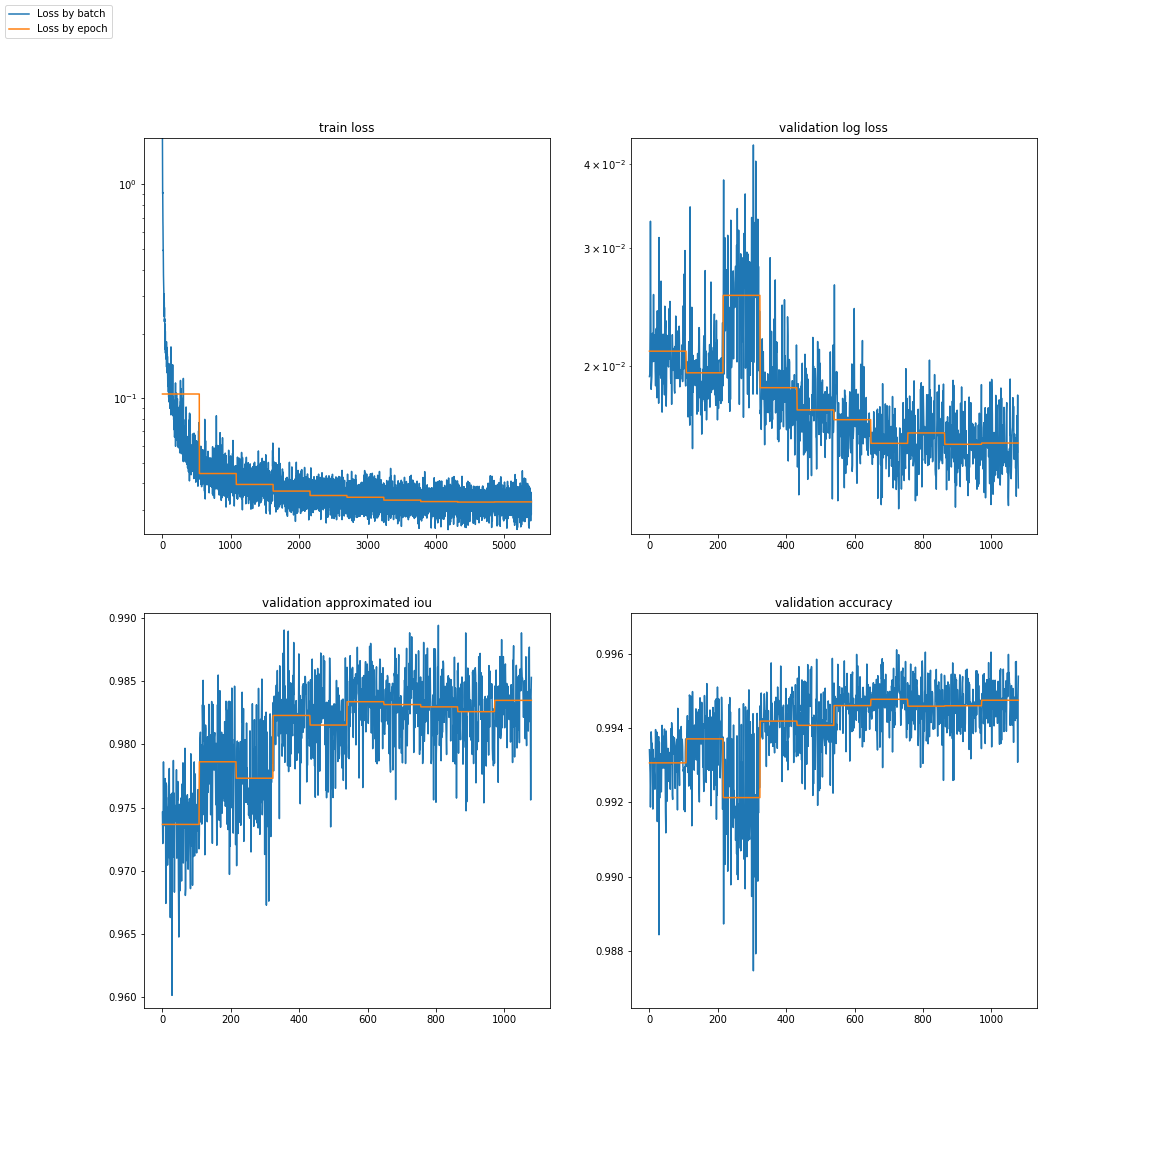 Loss by batch
Loss by epoch
train loss
10⁰
10⁻¹
0 1000 2000 3000 4000 5000
validation log loss
4 × 10⁻²
3 × 10⁻²
2 × 10⁻²
0 200 400 600 800 1000
validation approximated iou
0.990
0.985
0.980
0.975
0.970
0.965
0.960
0 200 400 600 800 1000
validation accuracy
0.996
0.994
0.992
0.990
0.988
0 200 400 600 800 1000